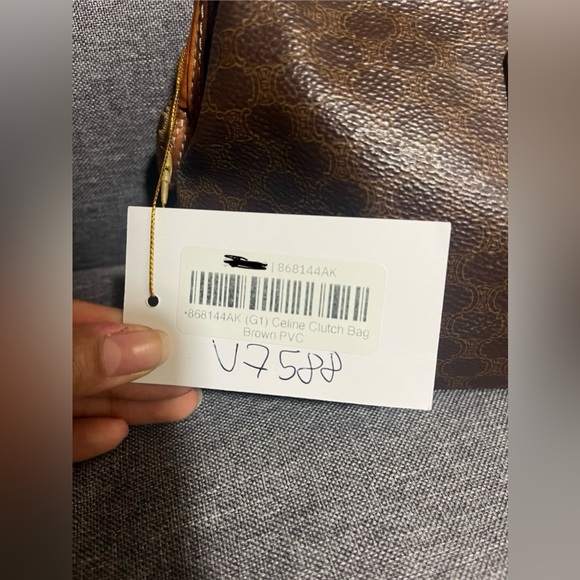 | 868144AK
*868144AK (G1) Celine Clutch Bag
Brown PVC
V7588